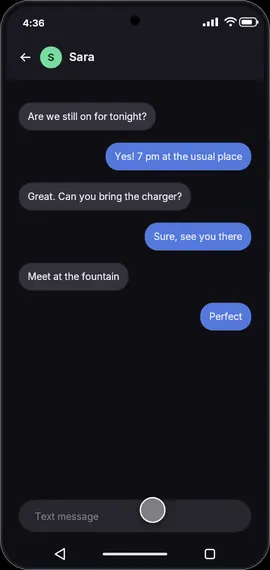 4:36
S
Sara
Are we still on for tonight?
Yes! 7 pm at the usual place
Great. Can you bring the charger?
Sure, see you there
Meet at the fountain
Perfect
Text message